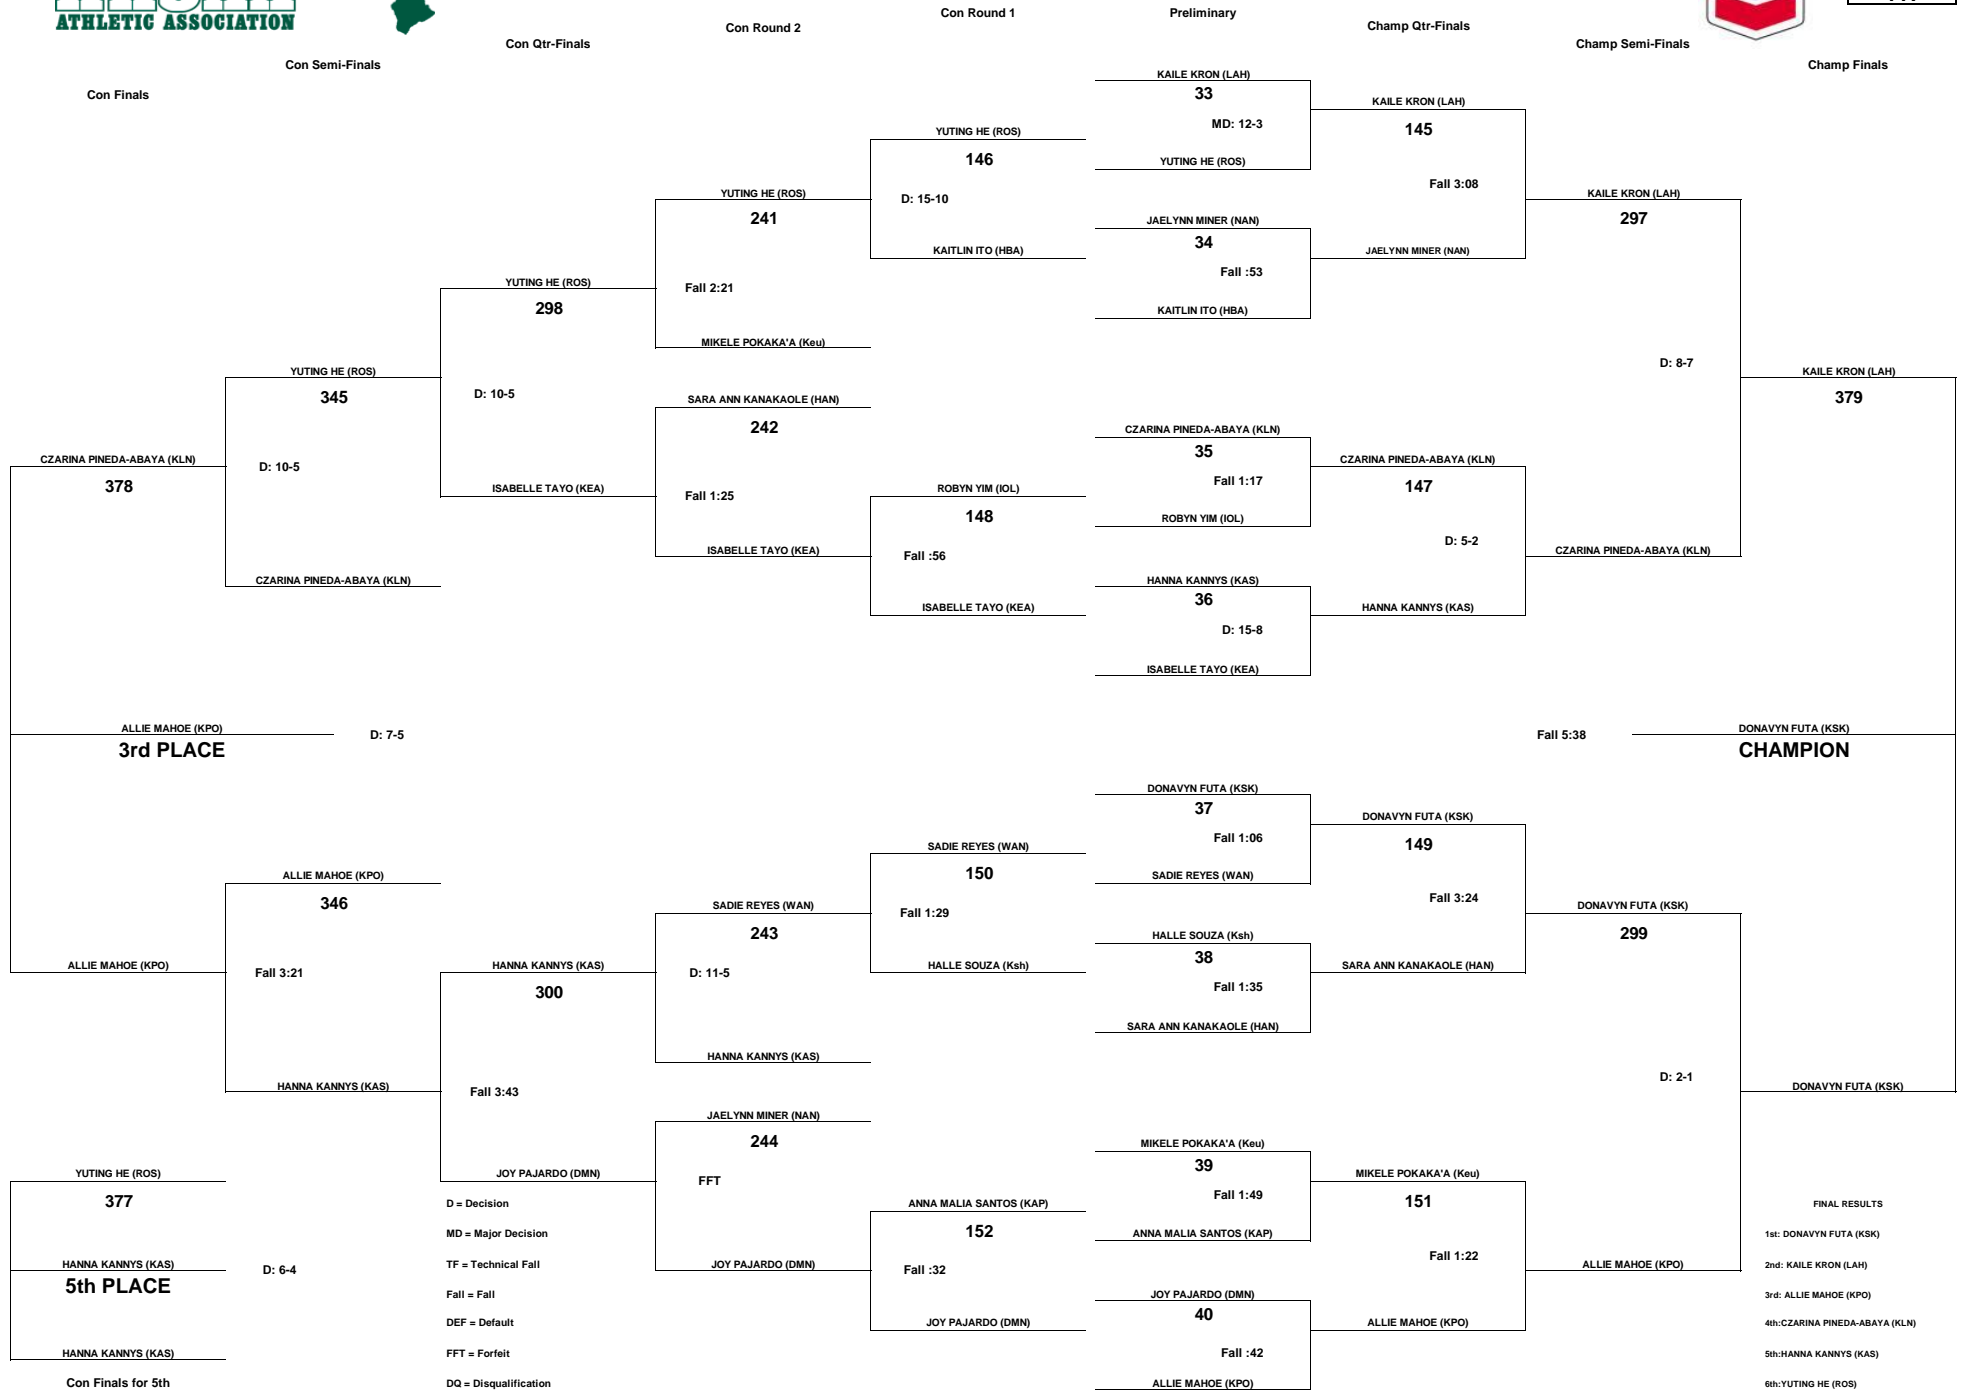 ATHLETIC ASSOCIATION
Con Finals
Con Semi-Finals
Con Qtr-Finals
Con Round 2
Con Round 1
Preliminary
Champ Qtr-Finals
Champ Semi-Finals
Champ Finals
KAILE KRON (LAH)
33
MD: 12-3
YUTING HE (ROS)
JAELYNN MINER (NAN)
34
Fall :53
KAITLIN ITO (HBA)
CZARINA PINEDA-ABAYA (KLN)
35
Fall 1:17
ROBYN YIM (IOL)
HANNA KANNYS (KAS)
36
D: 15-8
ISABELLE TAYO (KEA)
DONAVYN FUTA (KSK)
37
Fall 1:06
SADIE REYES (WAN)
HALLE SOUZA (Ksh)
38
Fall 1:35
SARA ANN KANAKAOLE (HAN)
MIKELE POKAKA'A (Keu)
39
Fall 1:49
ANNA MALIA SANTOS (KAP)
JOY PAJARDO (DMN)
40
Fall :42
ALLIE MAHOE (KPO)
KAILE KRON (LAH)
145
Fall 3:08
JAELYNN MINER (NAN)
CZARINA PINEDA-ABAYA (KLN)
147
D: 5-2
HANNA KANNYS (KAS)
DONAVYN FUTA (KSK)
149
Fall 3:24
SARA ANN KANAKAOLE (HAN)
MIKELE POKAKA'A (Keu)
151
Fall 1:22
ALLIE MAHOE (KPO)
KAILE KRON (LAH)
297
D: 8-7
CZARINA PINEDA-ABAYA (KLN)
DONAVYN FUTA (KSK)
299
D: 2-1
ALLIE MAHOE (KPO)
KAILE KRON (LAH)
379
Fall 5:38
DONAVYN FUTA (KSK)
CHAMPION
DONAVYN FUTA (KSK)
YUTING HE (ROS)
146
D: 15-10
KAITLIN ITO (HBA)
ROBYN YIM (IOL)
148
Fall :56
ISABELLE TAYO (KEA)
SADIE REYES (WAN)
150
Fall 1:29
HALLE SOUZA (Ksh)
ANNA MALIA SANTOS (KAP)
152
Fall :32
JOY PAJARDO (DMN)
YUTING HE (ROS)
241
Fall 2:21
MIKELE POKAKA'A (Keu)
SARA ANN KANAKAOLE (HAN)
242
Fall 1:25
ISABELLE TAYO (KEA)
SADIE REYES (WAN)
243
D: 11-5
HANNA KANNYS (KAS)
JAELYNN MINER (NAN)
244
FFT
JOY PAJARDO (DMN)
YUTING HE (ROS)
298
D: 10-5
ISABELLE TAYO (KEA)
HANNA KANNYS (KAS)
300
Fall 3:43
JOY PAJARDO (DMN)
YUTING HE (ROS)
345
D: 10-5
CZARINA PINEDA-ABAYA (KLN)
ALLIE MAHOE (KPO)
346
Fall 3:21
HANNA KANNYS (KAS)
CZARINA PINEDA-ABAYA (KLN)
378
ALLIE MAHOE (KPO)
3rd PLACE
D: 7-5
ALLIE MAHOE (KPO)
YUTING HE (ROS)
377
HANNA KANNYS (KAS)
5th PLACE
D: 6-4
HANNA KANNYS (KAS)
Con Finals for 5th
D = Decision
MD = Major Decision
TF = Technical Fall
Fall = Fall
DEF = Default
FFT = Forfeit
DQ = Disqualification
FINAL RESULTS
1st: DONAVYN FUTA (KSK)
2nd: KAILE KRON (LAH)
3rd: ALLIE MAHOE (KPO)
4th:CZARINA PINEDA-ABAYA (KLN)
5th:HANNA KANNYS (KAS)
6th:YUTING HE (ROS)